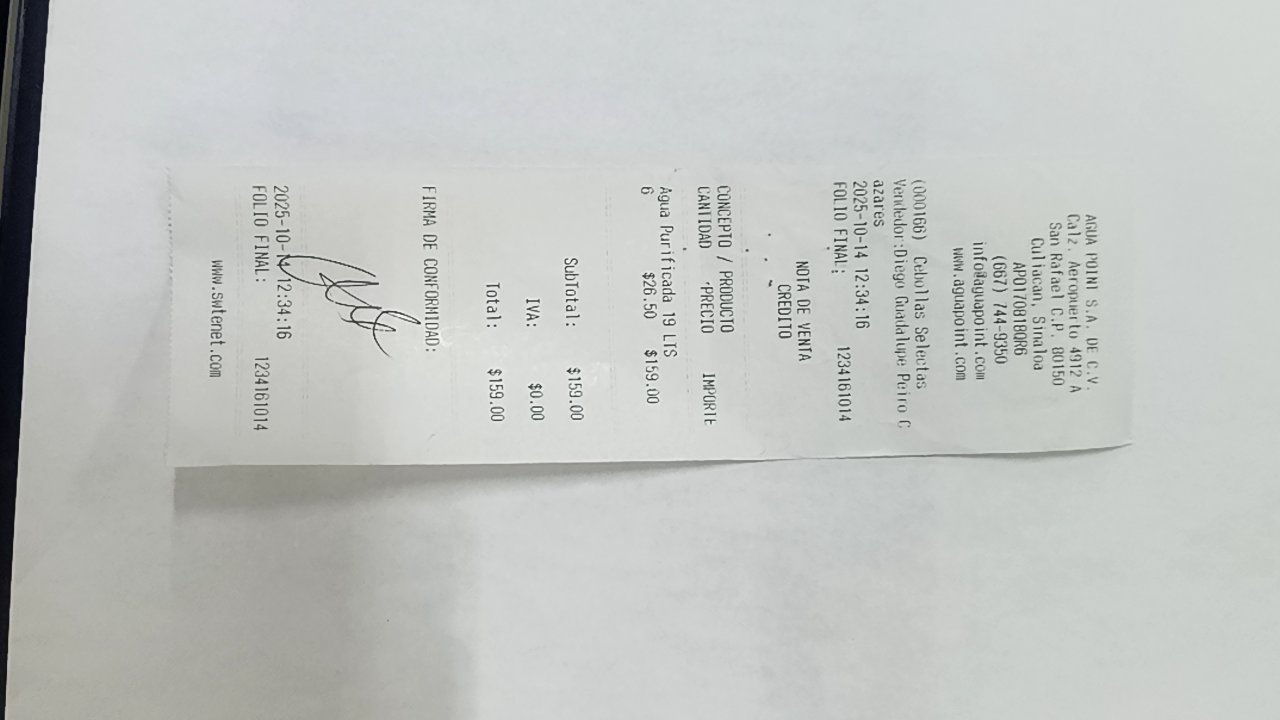 AGUA POINT S.A. DE C.V.
Calz. Aeropuerto 4912 A
San Rafael C.P. 80150
Culiacan, Sinaloa
APO170818QR6
(667) 744-9350
info@aguapoint.com
www.aguapoint.com
(000166) Cebollas Selectas
Vendedor:Diego Guadalupe Peiro C
azares
2025-10-14 12:34:16
FOLIO FINAL: 1234161014
NOTA DE VENTA
CREDITO
CONCEPTO / PRODUCTO
CANTIDAD PRECIO IMPORTE
Agua Purificada 19 LTS
6 $26.50 $159.00
SubTotal: $159.00
IVA: $0.00
Total: $159.00
FIRMA DE CONFORMIDAD:
2025-10-14 12:34:16
FOLIO FINAL: 1234161014
www.swtenet.com